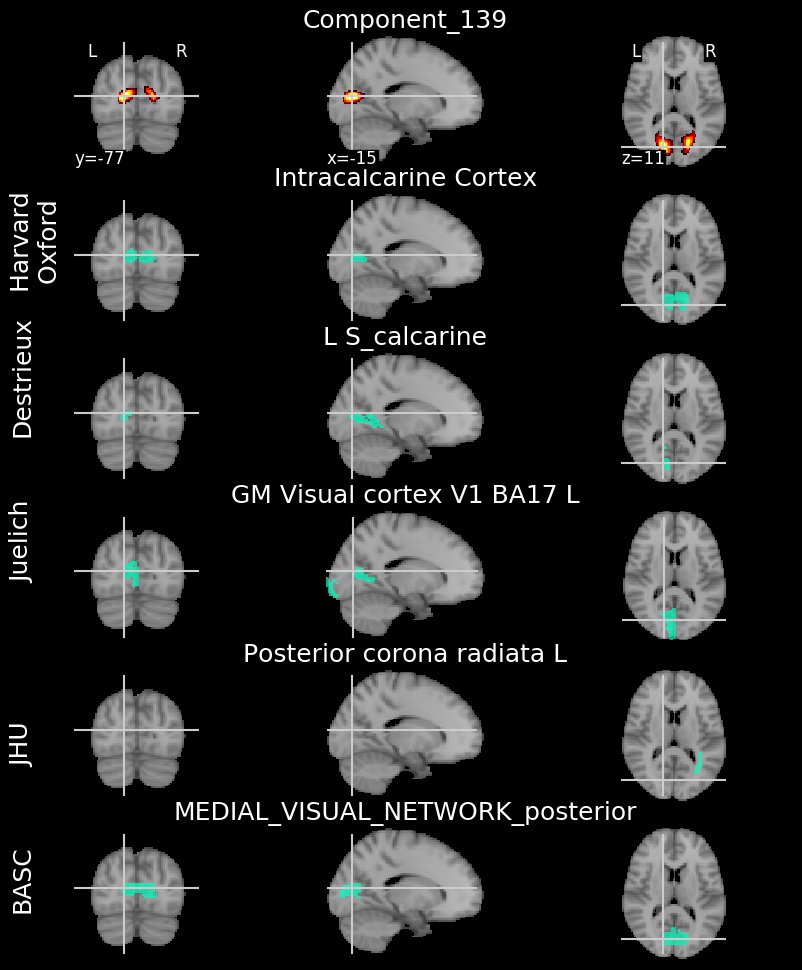 Component_139
L R L R
y=-77 x=-15 z=11
Intracalcarine Cortex
Harvard
Oxford
L S_calcarine
Destrieux
GM Visual cortex V1 BA17 L
Juelich
Posterior corona radiata L
JHU
MEDIAL_VISUAL_NETWORK_posterior
BASC